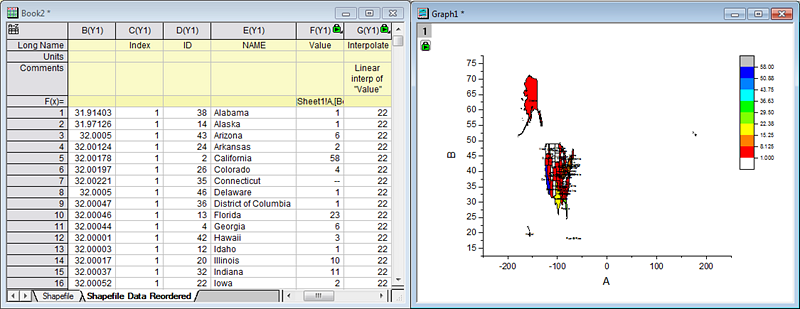 Book2 *
B(Y1) C(Y1) D(Y1) E(Y1) F(Y1) G(Y1)
Long Name Index ID NAME Value Interpolate
Units
Comments Linear
interp of
"Value"
F(x)= Sheet1!A,[B
1 31.91403 1 38 Alabama 1 22
2 31.97126 1 14 Alaska 1 22
3 32.0005 1 43 Arizona 6 22
4 32.00124 1 24 Arkansas 2 22
5 32.00178 1 2 California 58 22
6 32.00197 1 26 Colorado 4 22
7 32.00221 1 35 Connecticut -- 22
8 32.0005 1 46 Delaware 1 22
9 32.00047 1 36 District of Columbia 1 22
10 32.00046 1 13 Florida 23 22
11 32.00044 1 4 Georgia 6 22
12 32.00001 1 42 Hawaii 3 22
13 32.00003 1 12 Idaho 1 22
14 32.00017 1 20 Illinois 10 22
15 32.00037 1 32 Indiana 11 22
16 32.00052 1 22 Iowa 2 22
Shapefile Shapefile Data Reordered
Graph1 *
1
75
70
65
60
55
50
45
40
35
30
25
20
15
B
-200 -100 0 100 200
A
58.00
50.88
43.75
36.63
29.50
22.38
15.25
8.125
1.000